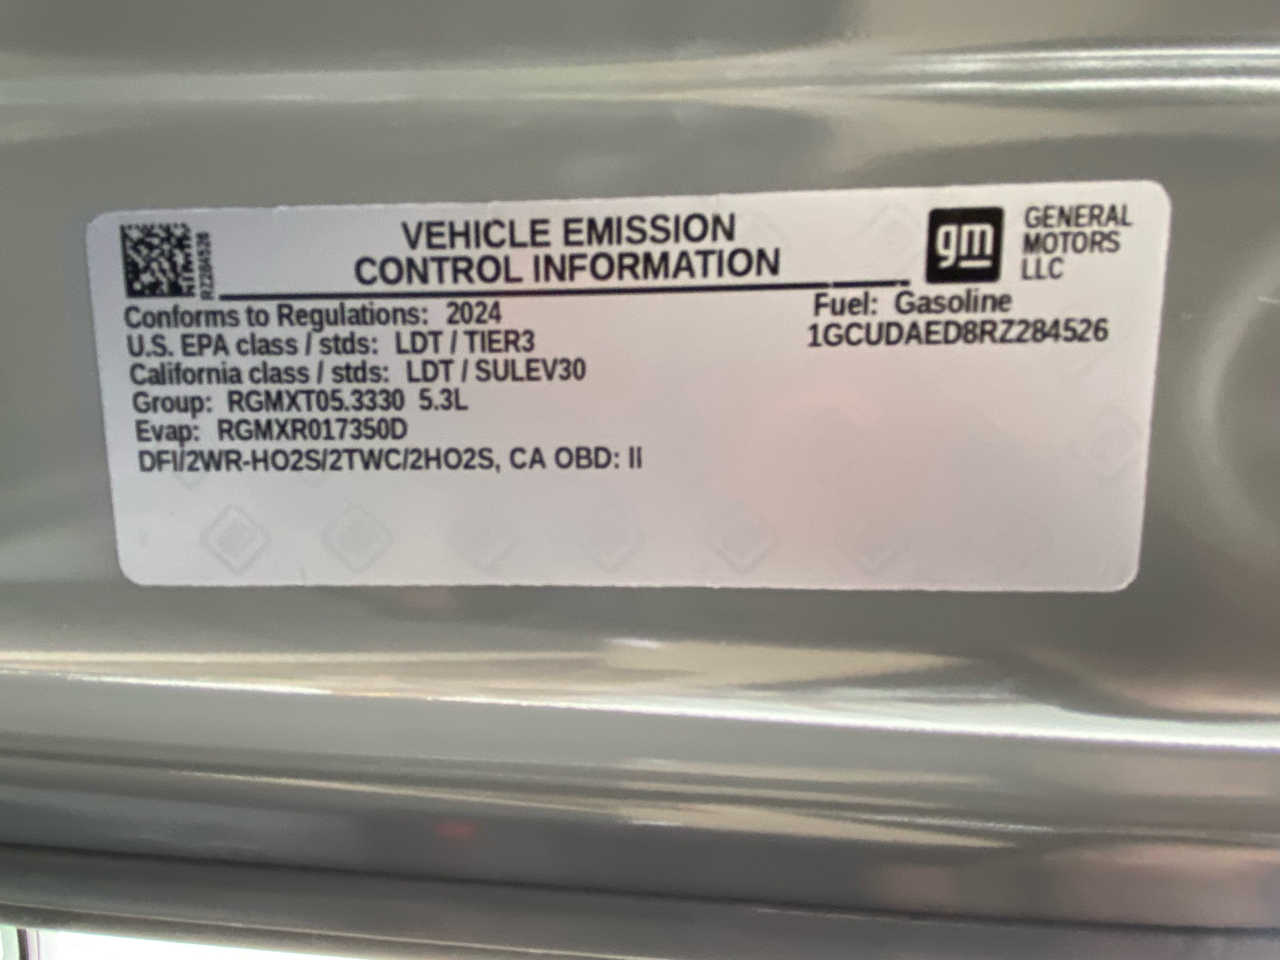 RZ284526
VEHICLE EMISSION
CONTROL INFORMATION
gm
GENERAL
MOTORS
LLC
Conforms to Regulations: 2024
U.S. EPA class / stds: LDT / TIER3
California class / stds: LDT / SULEV30
Group: RGMXT05.3330 5.3L
Evap: RGMXR017350D
DFI/2WR-HO2S/2TWC/2HO2S, CA OBD: II
Fuel: Gasoline
1GCUDAED8RZ284526